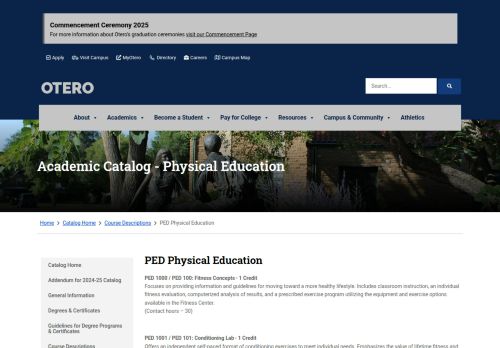 Commencement Ceremony 2025
For more information about Otero's graduation ceremonies visit our Commencement Page
Apply Visit Campus MyOtero Directory Careers Campus Map
OTERO
Search...
About Academics Become a Student Pay for College Resources Campus & Community Athletics
Academic Catalog - Physical Education
Home Catalog Home Course Descriptions PED Physical Education
Catalog Home
Addendum for 2024-25 Catalog
General Information
Degrees & Certificates
Guidelines for Degree Programs
& Certificates
Course Descriptions
PED Physical Education
PED 1000 / PED 100: Fitness Concepts- 1 Credit
Focuses on providing information and guidelines for moving toward a more healthy lifestyle. Includes classroom instruction, an individual
fitness evaluation, computerized analysis of results, and a prescribed exercise program utilizing the equipment and exercise options
available in the Fitness Center.
(Contact hours – 30)
PED 1001 / PED 101: Conditioning Lab - 1 Credit
Offers an independent self-paced format of conditioning exercises to meet individual needs. Emphasizes the value of lifetime fitness and